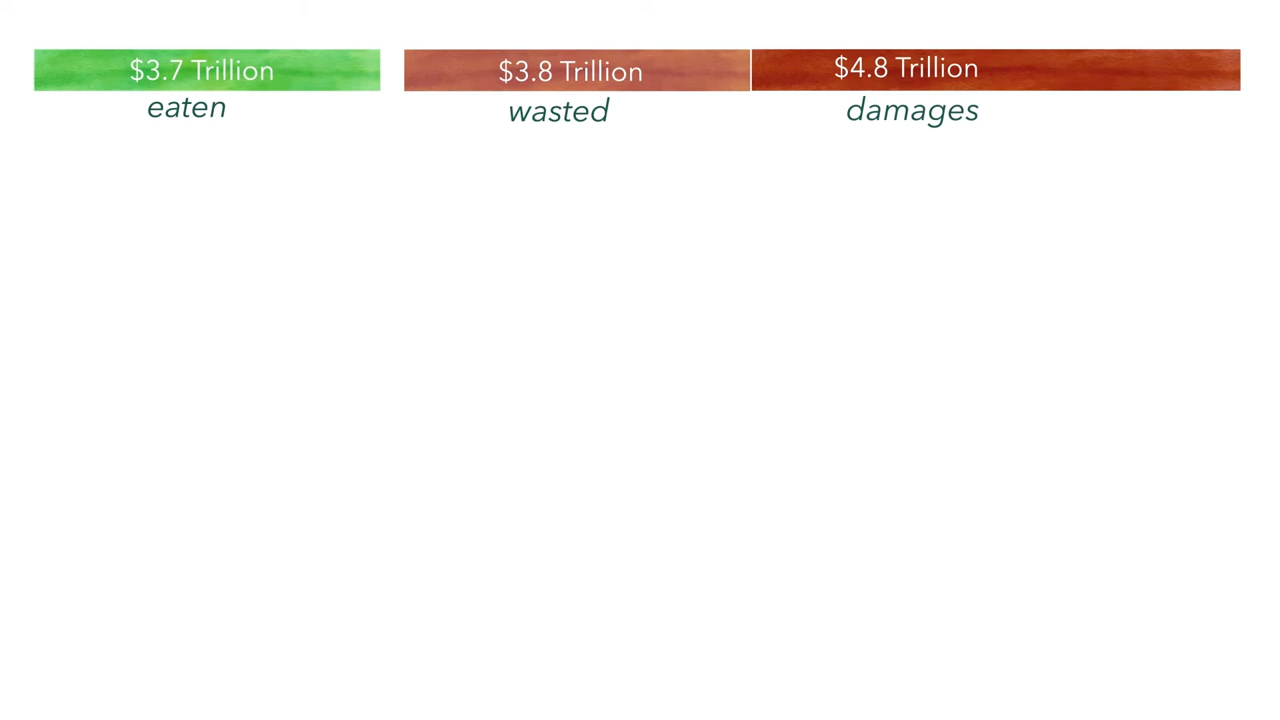 $3.7 Trillion
eaten
$3.8 Trillion
wasted
$4.8 Trillion
damages